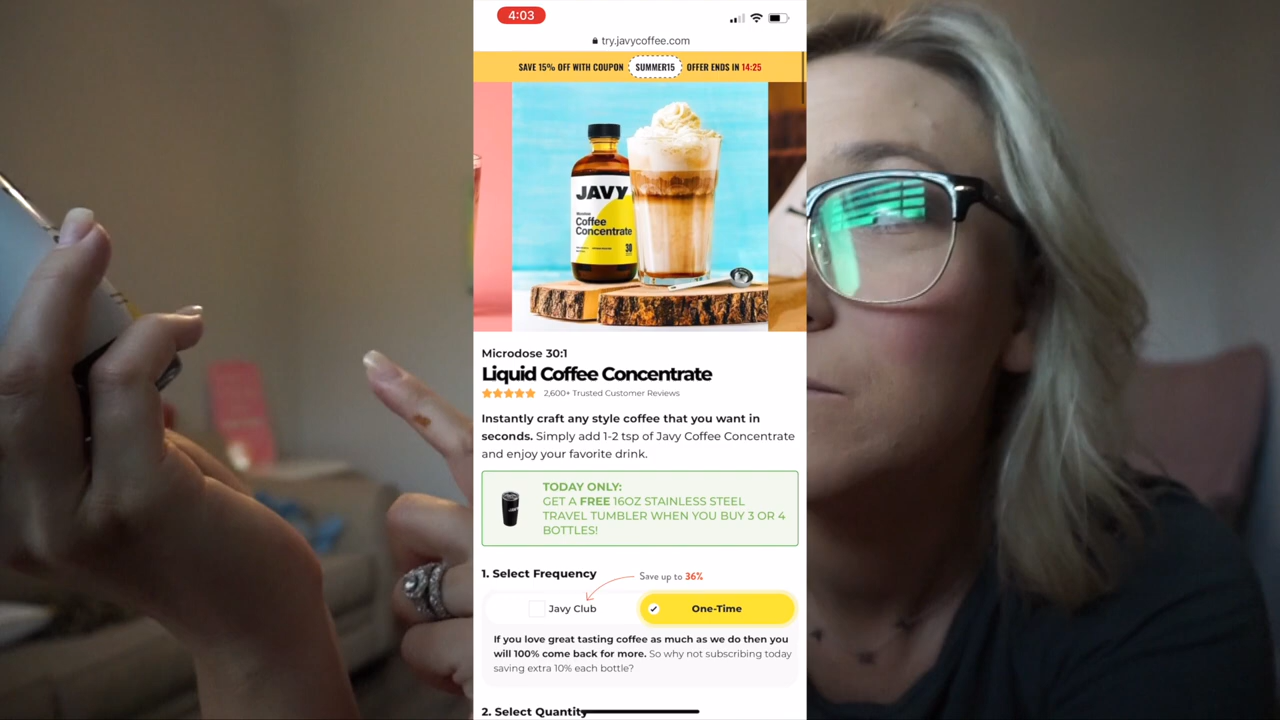 4:03
try.javycoffee.com
SAVE 15% OFF WITH COUPON SUMMER15 OFFER ENDS IN 14:25
JAVY
Microdose
Coffee
Concentrate
30
Microdose 30:1
Liquid Coffee Concentrate
2,600+ Trusted Customer Reviews
Instantly craft any style coffee that you want in
seconds. Simply add 1-2 tsp of Javy Coffee Concentrate
and enjoy your favorite drink.
TODAY ONLY:
GET A FREE 16OZ STAINLESS STEEL
TRAVEL TUMBLER WHEN YOU BUY 3 OR 4
BOTTLES!
1. Select Frequency
Save up to 36%
Javy Club
One-Time
If you love great tasting coffee as much as we do then you
will 100% come back for more. So why not subscribing today
saving extra 10% each bottle?
2. Select Quantity